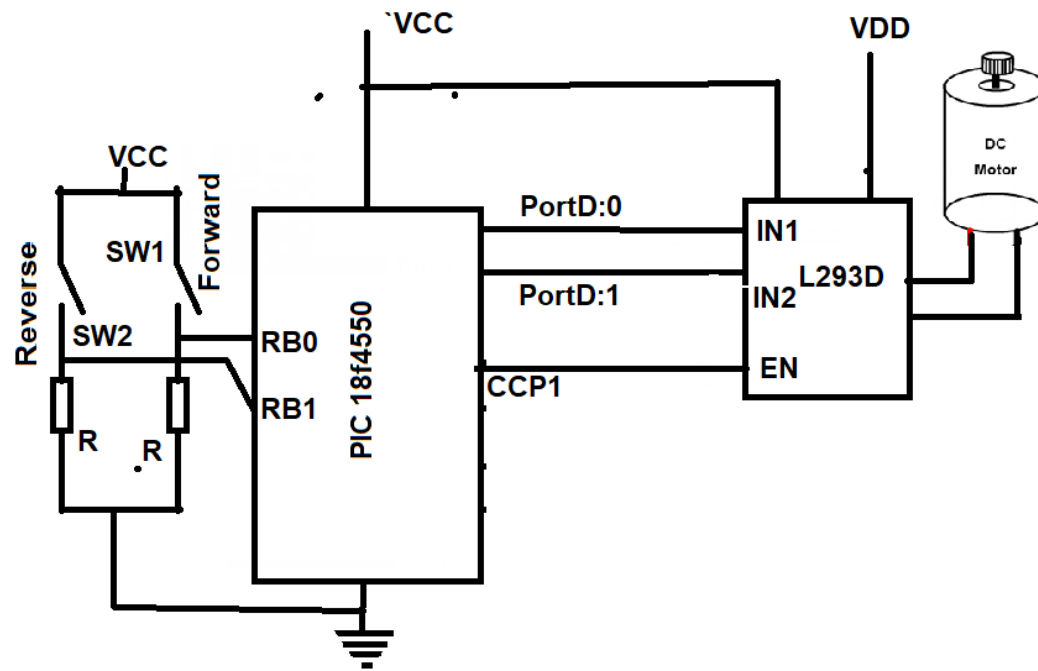 `VCC
VDD
VCC
DC
Motor
Reverse
SW1
Forward
SW2
R
R
RB0
RB1
PIC 18f4550
PortD:0
PortD:1
CCP1
IN1
L293D
IN2
EN